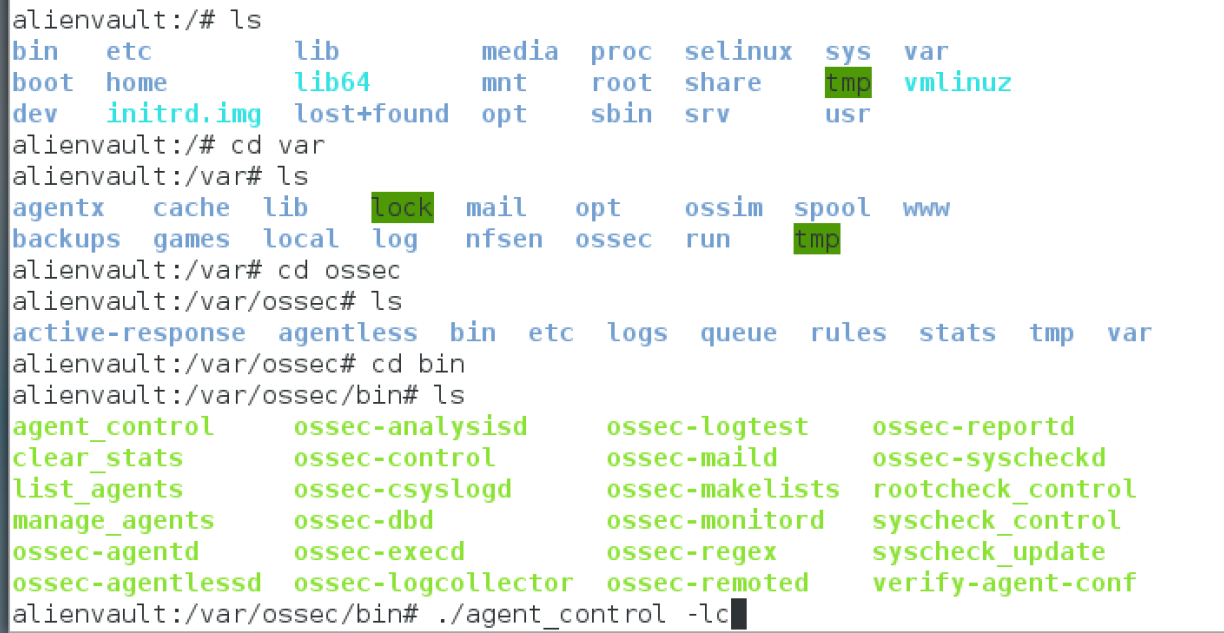 alienvault:/# ls
bin   etc         lib         media  proc  selinux  sys  var
boot  home        lib64       mnt    root  share    tmp  vmlinuz
dev   initrd.img  lost+found  opt    sbin  srv      usr
alienvault:/# cd var
alienvault:/var# ls
agentx   cache  lib    lock  mail   opt    ossim  spool  www
backups  games  local  log   nfsen  ossec  run    tmp
alienvault:/var# cd ossec
alienvault:/var/ossec# ls
active-response  agentless  bin  etc  logs  queue  rules  stats  tmp  var
alienvault:/var/ossec# cd bin
alienvault:/var/ossec/bin# ls
agent_control     ossec-analysisd     ossec-logtest    ossec-reportd
clear_stats       ossec-control       ossec-maild      ossec-syscheckd
list_agents       ossec-csyslogd      ossec-makelists  rootcheck_control
manage_agents     ossec-dbd           ossec-monitord   syscheck_control
ossec-agentd      ossec-execd         ossec-regex      syscheck_update
ossec-agentlessd  ossec-logcollector  ossec-remoted    verify-agent-conf
alienvault:/var/ossec/bin# ./agent_control -lc